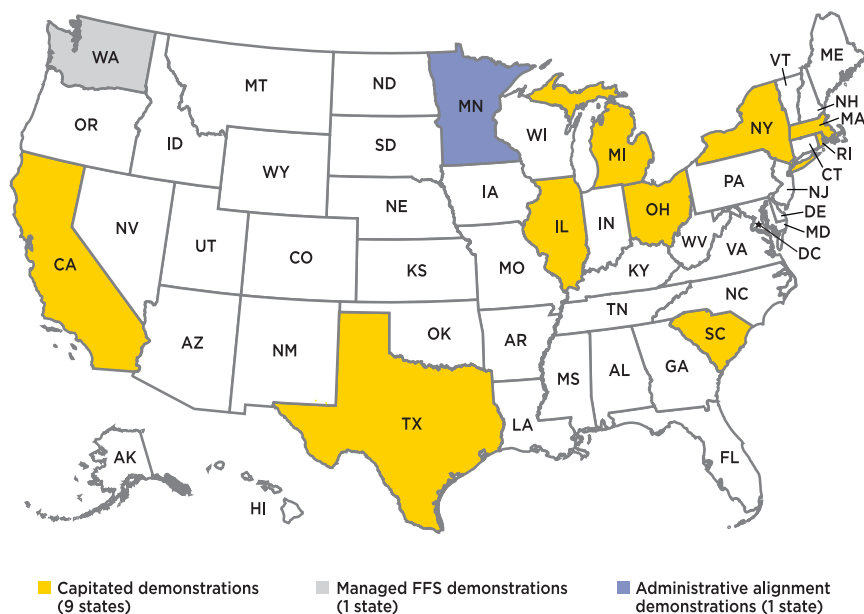 WA
MT
ND
MN
VT
ME
OR
ID
SD
WI
MI
NY
NH
MA
WY
RI
CT
IA
PA
NJ
NE
NV
UT
CO
IL
IN
OH
DE
MD
DC
WV
VA
CA
KS
MO
KY
NC
TN
AZ
NM
OK
AR
SC
MS
AL
GA
TX
LA
FL
AK
HI
Capitated demonstrations
(9 states)
Managed FFS demonstrations
(1 state)
Administrative alignment
demonstrations (1 state)